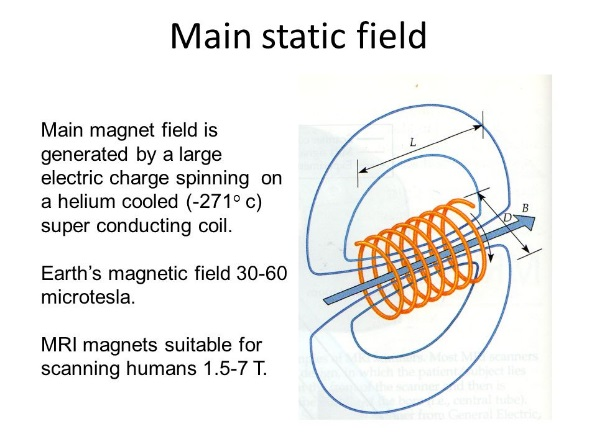 Main static field
Main magnet field is
generated by a large
electric charge spinning on
a helium cooled (-271° c)
super conducting coil.
Earth's magnetic field 30-60
microtesla.
MRI magnets suitable for
scanning humans 1.5-7 T.
L
D
B